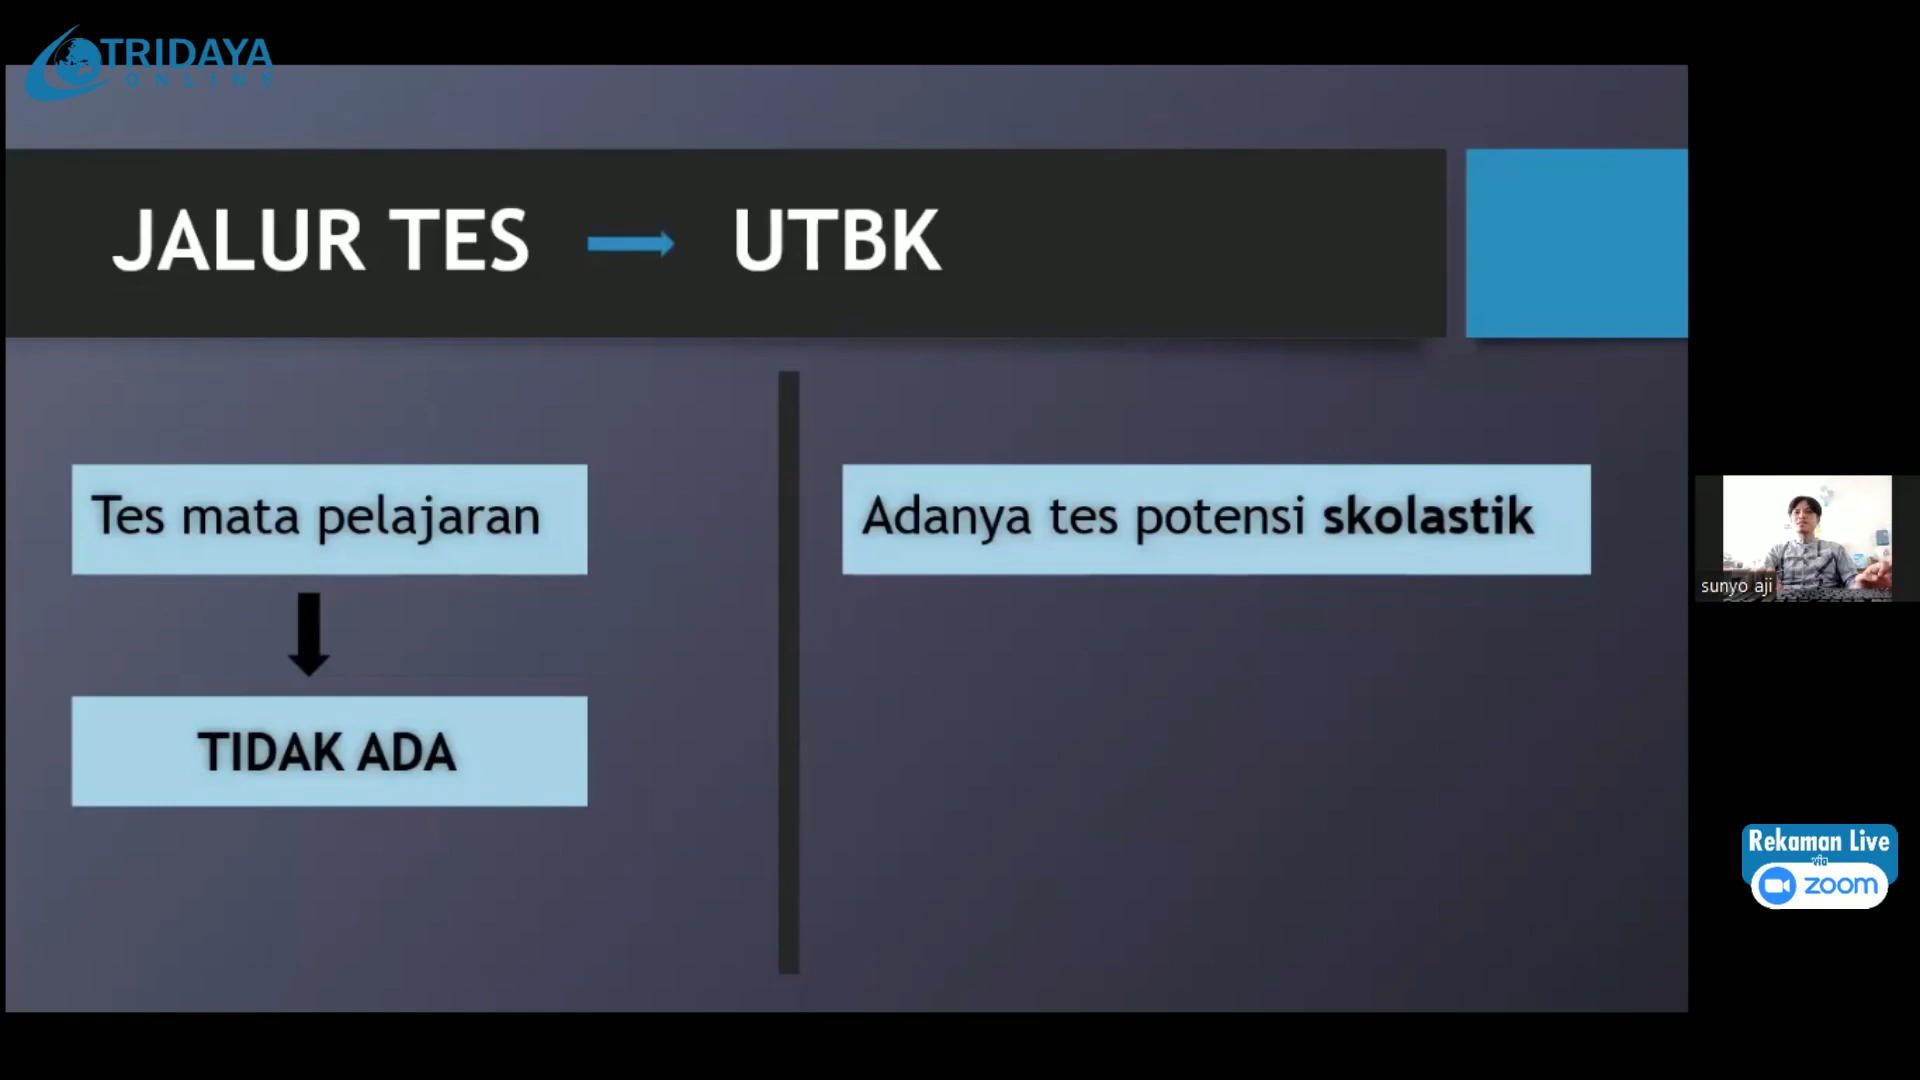 TRIDAYA
ONLINE
JALUR TES
UTBK
Tes mata pelajaran
Adanya tes potensi skolastik
TIDAK ADA
sunyo aji
Rekaman Live
via
zoom